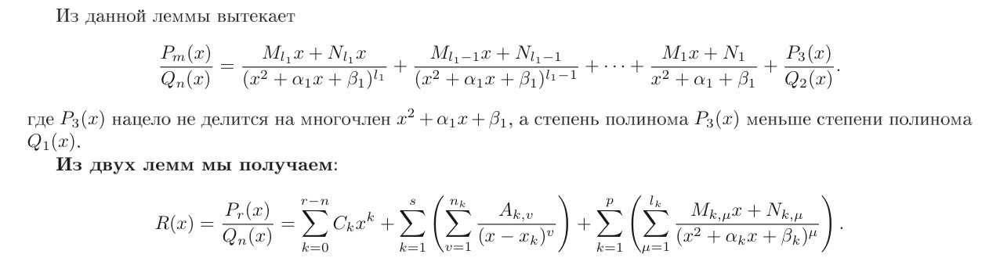 Из данной леммы вытекает
\frac{P_m(x)}{Q_n(x)} = \frac{M_{l_1}x + N_{l_1}x}{(x^2 + \alpha_1 x + \beta_1)^{l_1}} + \frac{M_{l_1-1}x + N_{l_1-1}}{(x^2 + \alpha_1 x + \beta_1)^{l_1-1}} + \cdots + \frac{M_1 x + N_1}{x^2 + \alpha_1 + \beta_1} + \frac{P_3(x)}{Q_2(x)}.
где P_3(x) нацело не делится на многочлен x^2 + \alpha_1 x + \beta_1, а степень полинома P_3(x) меньше степени полинома
Q_1(x).
Из двух лемм мы получаем:
R(x) = \frac{P_r(x)}{Q_n(x)} = \sum_{k=0}^{r-n} C_k x^k + \sum_{k=1}^{s} \left( \sum_{v=1}^{n_k} \frac{A_{k,v}}{(x - x_k)^v} \right) + \sum_{k=1}^{p} \left( \sum_{\mu=1}^{l_k} \frac{M_{k,\mu}x + N_{k,\mu}}{(x^2 + \alpha_k x + \beta_k)^\mu} \right).